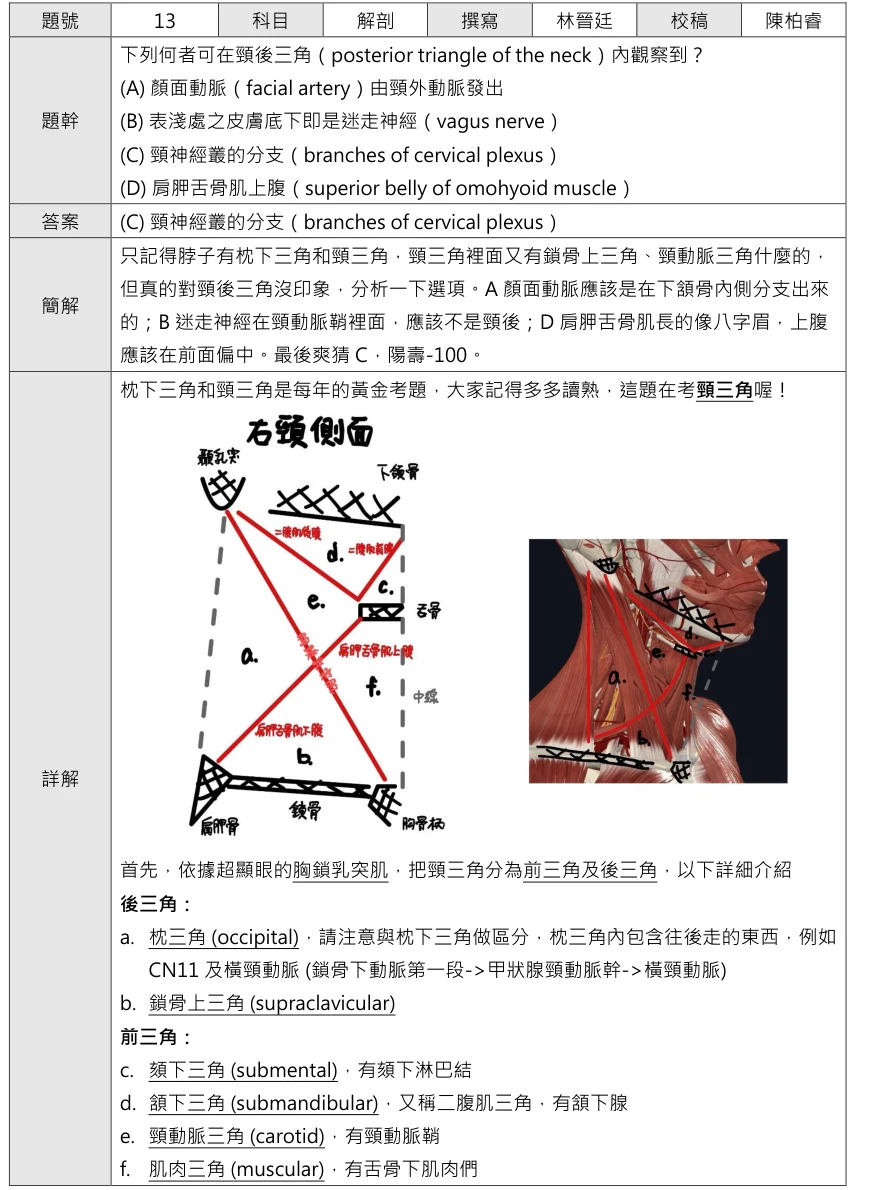 題號 13 科目 解剖 撰寫 林晉廷 校稿 陳柏睿
題幹
下列何者可在頸後三角（posterior triangle of the neck）內觀察到？
(A) 顏面動脈（facial artery）由頸外動脈發出
(B) 表淺處之皮膚底下即是迷走神經（vagus nerve）
(C) 頸神經叢的分支（branches of cervical plexus）
(D) 肩胛舌骨肌上腹（superior belly of omohyoid muscle）
答案 (C) 頸神經叢的分支（branches of cervical plexus）
簡解
只記得脖子有枕下三角和頸三角，頸三角裡面又有鎖骨上三角、頸動脈三角什麼的，
但真的對頸後三角沒印象，分析一下選項。A 顏面動脈應該是在下頷骨內側分支出來
的；B 迷走神經在頸動脈鞘裡面，應該不是頸後；D 肩胛舌骨肌長的像八字眉，上腹
應該在前面偏中。最後爽猜 C，陽壽-100。
詳解
枕下三角和頸三角是每年的黃金考題，大家記得多多讀熟，這題在考頸三角喔！
右頸側面
顳乳突
下頷骨
二腹肌後腹
d.
二腹肌前腹
c.
e.
舌骨
胸鎖乳突肌
肩胛舌骨肌上腹
a.
f.
中線
肩胛舌骨肌下腹
b.
鎖骨
肩胛骨
胸骨柄
d.
e.
a.
f.
b.
首先，依據超顯眼的胸鎖乳突肌，把頸三角分為前三角及後三角，以下詳細介紹
後三角：
a. 枕三角 (occipital)，請注意與枕下三角做區分，枕三角內包含往後走的東西，例如
CN11 及橫頸動脈 (鎖骨下動脈第一段->甲狀腺頸動脈幹->橫頸動脈)
b. 鎖骨上三角 (supraclavicular)
前三角：
c. 頦下三角 (submental)，有頦下淋巴結
d. 頷下三角 (submandibular)，又稱二腹肌三角，有頷下腺
e. 頸動脈三角 (carotid)，有頸動脈鞘
f. 肌肉三角 (muscular)，有舌骨下肌肉們